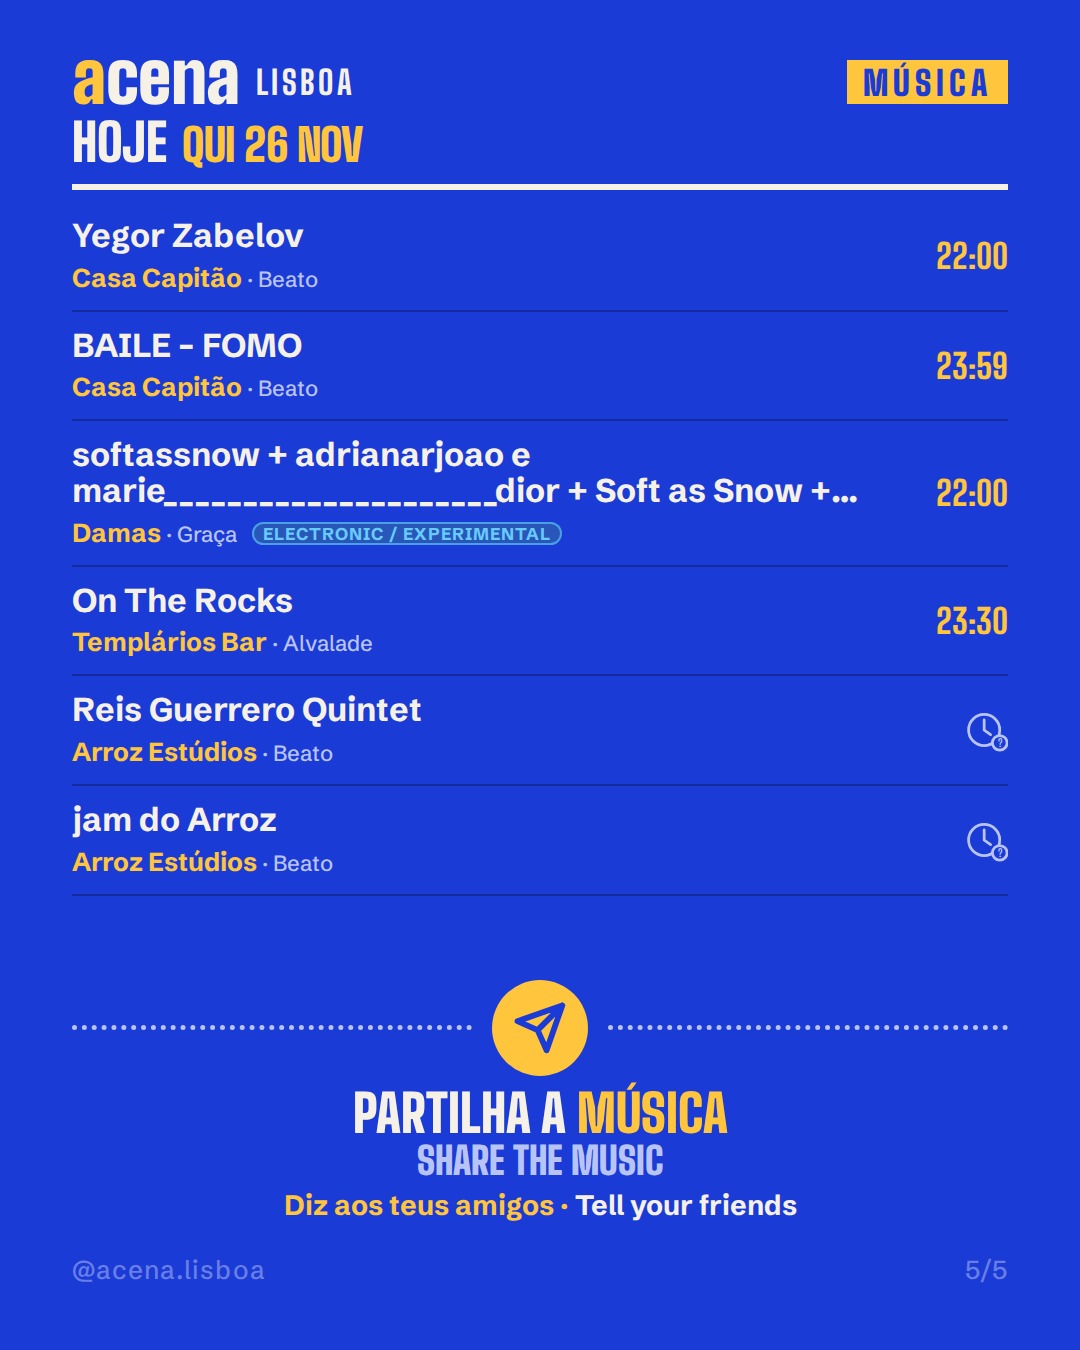 acena LISBOA
MÚSICA
HOJE QUI 26 NOV
Yegor Zabelov
Casa Capitão · Beato
22:00
BAILE – FOMO
Casa Capitão · Beato
23:59
softassnow + adrianarjoao e
marie_____________________dior + Soft as Snow +...
Damas · Graça ELECTRONIC / EXPERIMENTAL
22:00
On The Rocks
Templários Bar · Alvalade
23:30
Reis Guerrero Quintet
Arroz Estúdios · Beato
?
jam do Arroz
Arroz Estúdios · Beato
?
PARTILHA A MÚSICA
SHARE THE MUSIC
Diz aos teus amigos · Tell your friends
@acena.lisboa
5/5